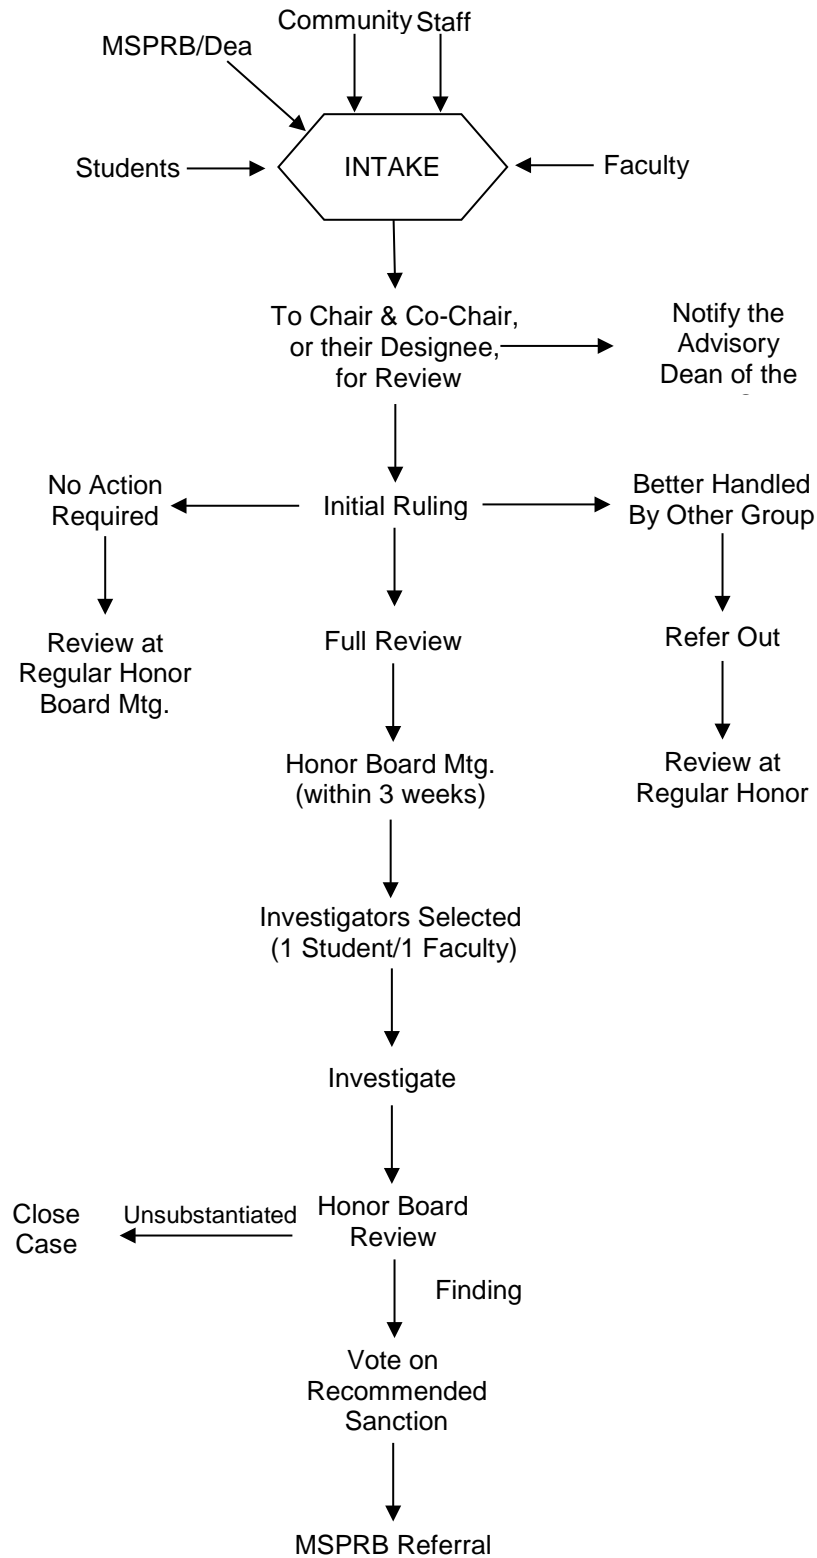 Community Staff
MSPRB/Dea
Students
INTAKE
Faculty
To Chair & Co-Chair,
or their Designee,
for Review
Notify the
Advisory
Dean of the
No Action
Required
Initial Ruling
Better Handled
By Other Group
Review at
Regular Honor
Board Mtg.
Full Review
Refer Out
Honor Board Mtg.
(within 3 weeks)
Review at
Regular Honor
Investigators Selected
(1 Student/1 Faculty)
Investigate
Close
Case
Unsubstantiated
Honor Board
Review
Finding
Vote on
Recommended
Sanction
MSPRB Referral